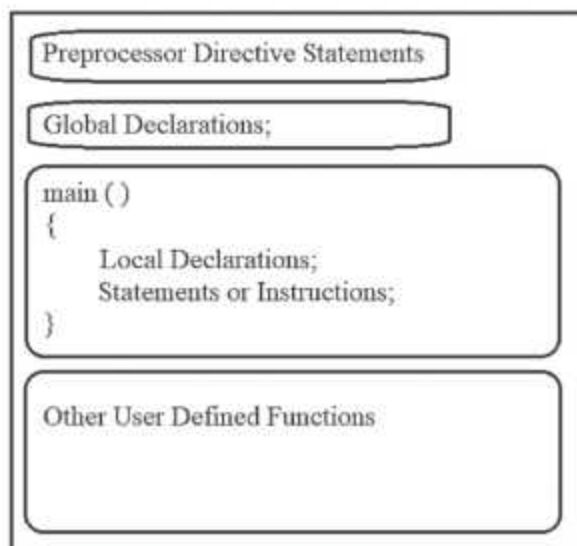 Preprocessor Directive Statements
Global Declarations;
main ( )
{
Local Declarations;
Statements or Instructions;
}
Other User Defined Functions